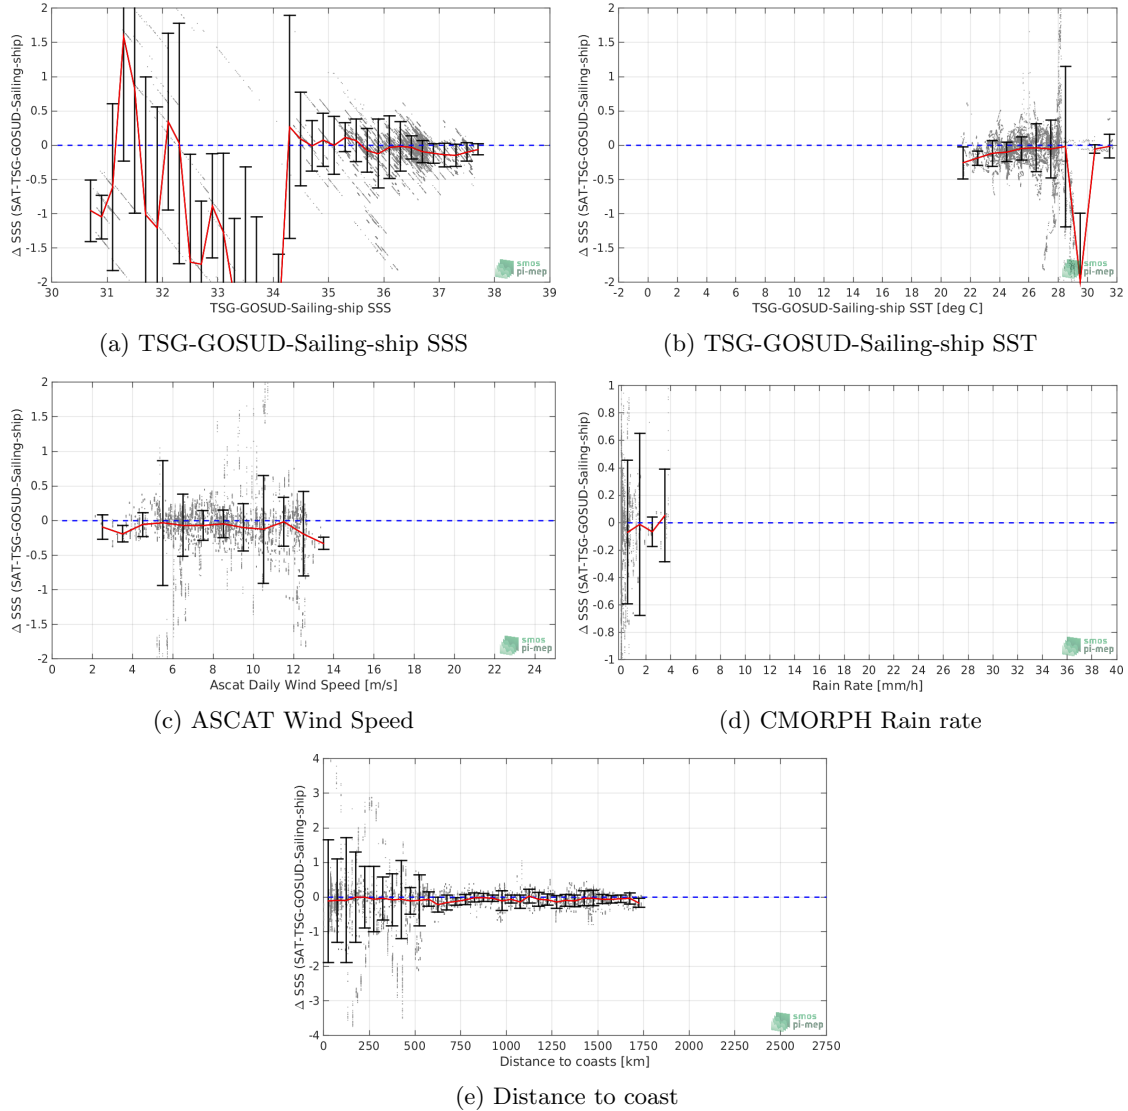 2
1.5
1
0.5
0
-0.5
-1
-1.5
-2
Δ SSS (SAT-TSG-GOSUD-Sailing-ship)
30 31 32 33 34 35 36 37 38 39
TSG-GOSUD-Sailing-ship SSS
smos
pi-mep
(a) TSG-GOSUD-Sailing-ship SSS
2
1.5
1
0.5
0
-0.5
-1
-1.5
-2
Δ SSS (SAT-TSG-GOSUD-Sailing-ship)
-2 0 2 4 6 8 10 12 14 16 18 20 22 24 26 28 30 32
TSG-GOSUD-Sailing-ship SST [deg C]
smos
pi-mep
(b) TSG-GOSUD-Sailing-ship SST
2
1.5
1
0.5
0
-0.5
-1
-1.5
-2
Δ SSS (SAT-TSG-GOSUD-Sailing-ship)
0 2 4 6 8 10 12 14 16 18 20 22 24
Ascat Daily Wind Speed [m/s]
smos
pi-mep
(c) ASCAT Wind Speed
1
0.8
0.6
0.4
0.2
0
-0.2
-0.4
-0.6
-0.8
-1
Δ SSS (SAT-TSG-GOSUD-Sailing-ship)
0 2 4 6 8 10 12 14 16 18 20 22 24 26 28 30 32 34 36 38 40
Rain Rate [mm/h]
smos
pi-mep
(d) CMORPH Rain rate
4
3
2
1
0
-1
-2
-3
-4
Δ SSS (SAT-TSG-GOSUD-Sailing-ship)
0 250 500 750 1000 1250 1500 1750 2000 2250 2500 2750
Distance to coasts [km]
smos
pi-mep
(e) Distance to coast